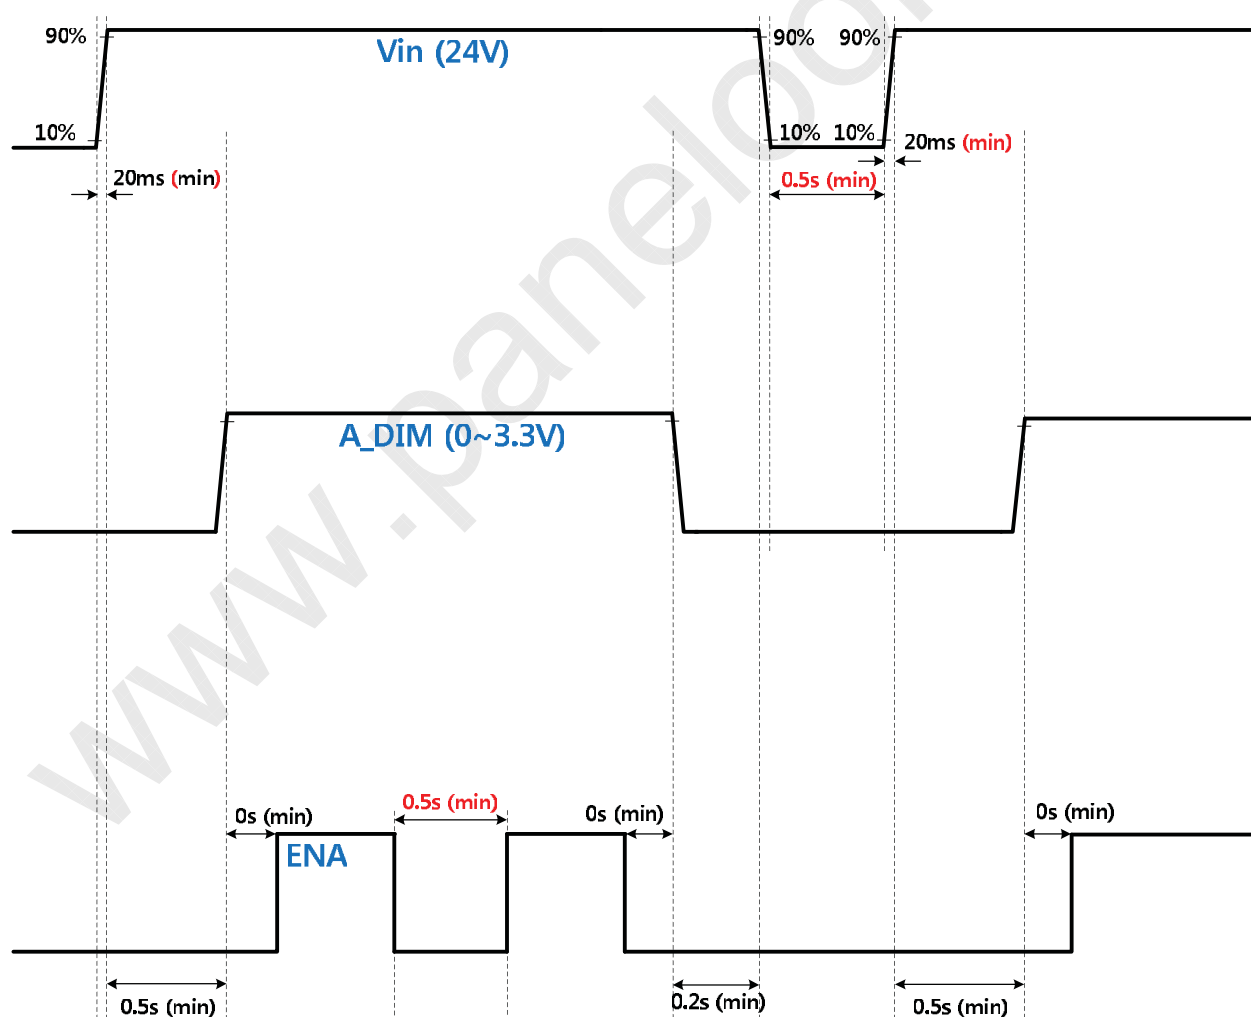 90%
Vin (24V)
90% 90%
10%
10% 10%
20ms (min)
20ms (min)
0.5s (min)
A_DIM (0~3.3V)
0s (min)
0.5s (min)
0s (min)
0s (min)
ENA
0.5s (min)
0.2s (min)
0.5s (min)
www.paneloo